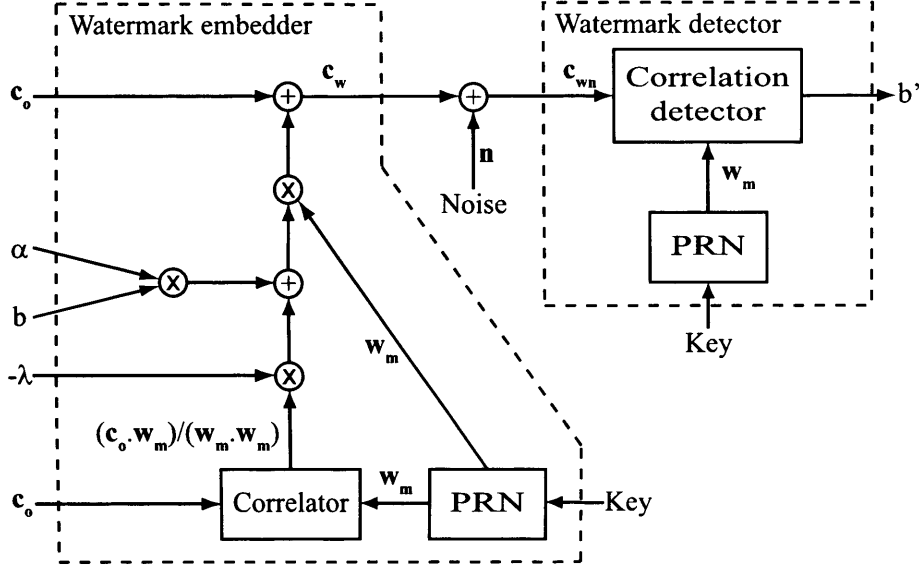 Watermark embedder
Watermark detector
c_o
+
c_w
+
c_wn
Correlation
detector
b'
n
Noise
w_m
X
PRN
Key
α
X
+
b
w_m
-λ
X
(c_o.w_m)/(w_m.w_m)
c_o
Correlator
w_m
PRN
Key